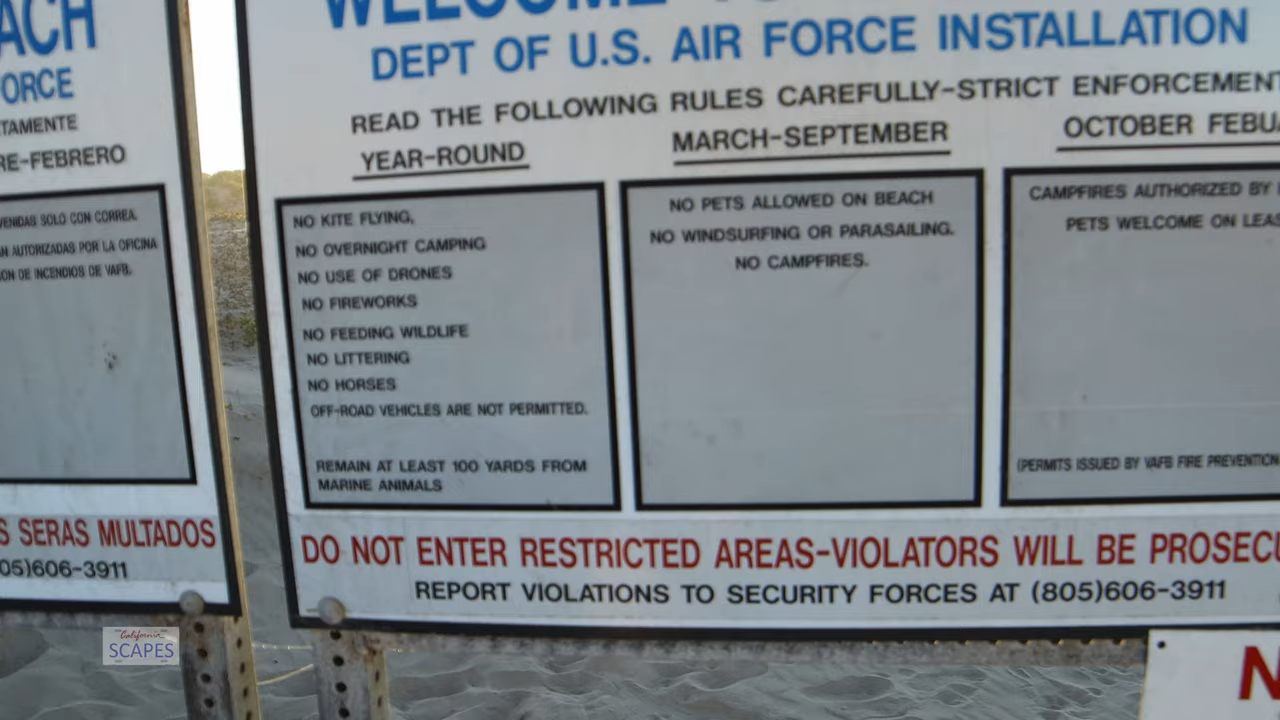 ACH
ORCE
TAMENTE
RE-FEBRERO
VENIDAS SOLO CON CORREA.
AN AUTORIZADAS POR LA OFICINA
ION DE INCENDIOS DE VAFB.
S SERAS MULTADOS
05)606-3911
WELCOME
DEPT OF U.S. AIR FORCE INSTALLATION
READ THE FOLLOWING RULES CAREFULLY-STRICT ENFORCEMENT
YEAR-ROUND
NO KITE FLYING,
NO OVERNIGHT CAMPING
NO USE OF DRONES
NO FIREWORKS
NO FEEDING WILDLIFE
NO LITTERING
NO HORSES
OFF-ROAD VEHICLES ARE NOT PERMITTED.
REMAIN AT LEAST 100 YARDS FROM
MARINE ANIMALS
MARCH-SEPTEMBER
NO PETS ALLOWED ON BEACH
NO WINDSURFING OR PARASAILING.
NO CAMPFIRES.
OCTOBER FEBUA
CAMPFIRES AUTHORIZED BY
PETS WELCOME ON LEAS
(PERMITS ISSUED BY VAFB FIRE PREVENTION
DO NOT ENTER RESTRICTED AREAS-VIOLATORS WILL BE PROSECU
REPORT VIOLATIONS TO SECURITY FORCES AT (805)606-3911
N
California
SCAPES